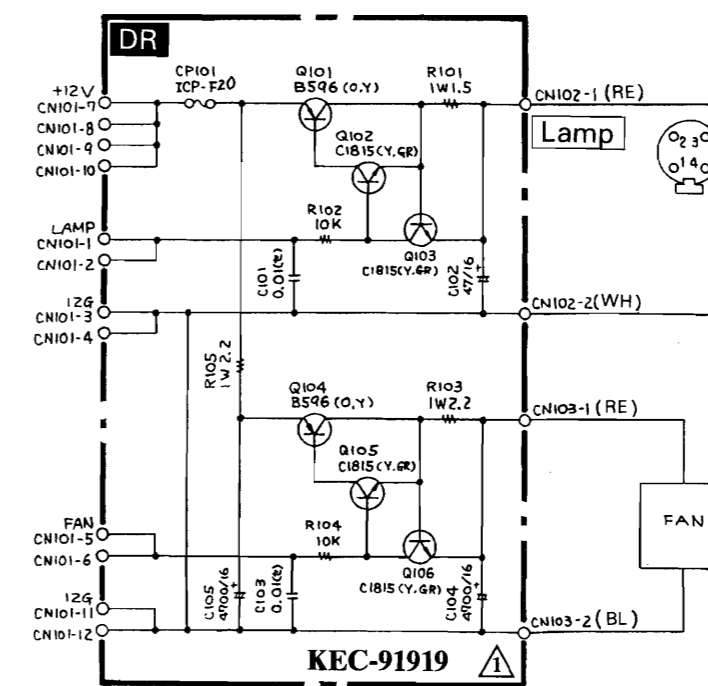 DR
+12V
CN101-7
CN101-8
CN101-9
CN101-10
CP101
ICP-F20
Q101
B596 (O,Y)
R101
1W1.5
CN102-1 (RE)
Lamp
2 3
1 4
Q102
C1815(Y,GR)
LAMP
CN101-1
CN101-2
R102
10K
Q103
C1815(Y,GR)
C101
0.01(Z)
C102
47/16
+
12G
CN101-3
CN101-4
CN102-2(WH)
R105
1W2.2
Q104
B596 (O,Y)
R103
1W2.2
CN103-1 (RE)
Q105
C1815(Y,GR)
FAN
FAN
CN101-5
CN101-6
R104
10K
Q106
C1815(Y,GR)
C105
4700/16
+
C103
0.01(Z)
C104
4700/16
+
12G
CN101-11
CN101-12
CN103-2(BL)
KEC-91919
1